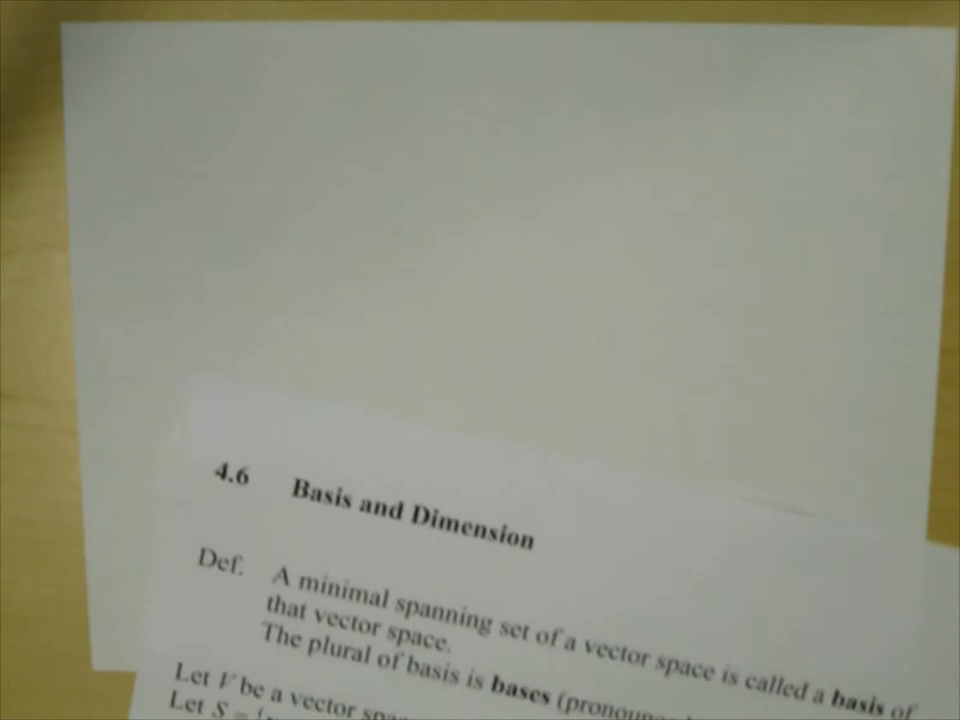 4.6 Basis and Dimension
Def. A minimal spanning set of a vector space is called a basis of
that vector space.
The plural of basis is bases
Let V be a vector
Let S =